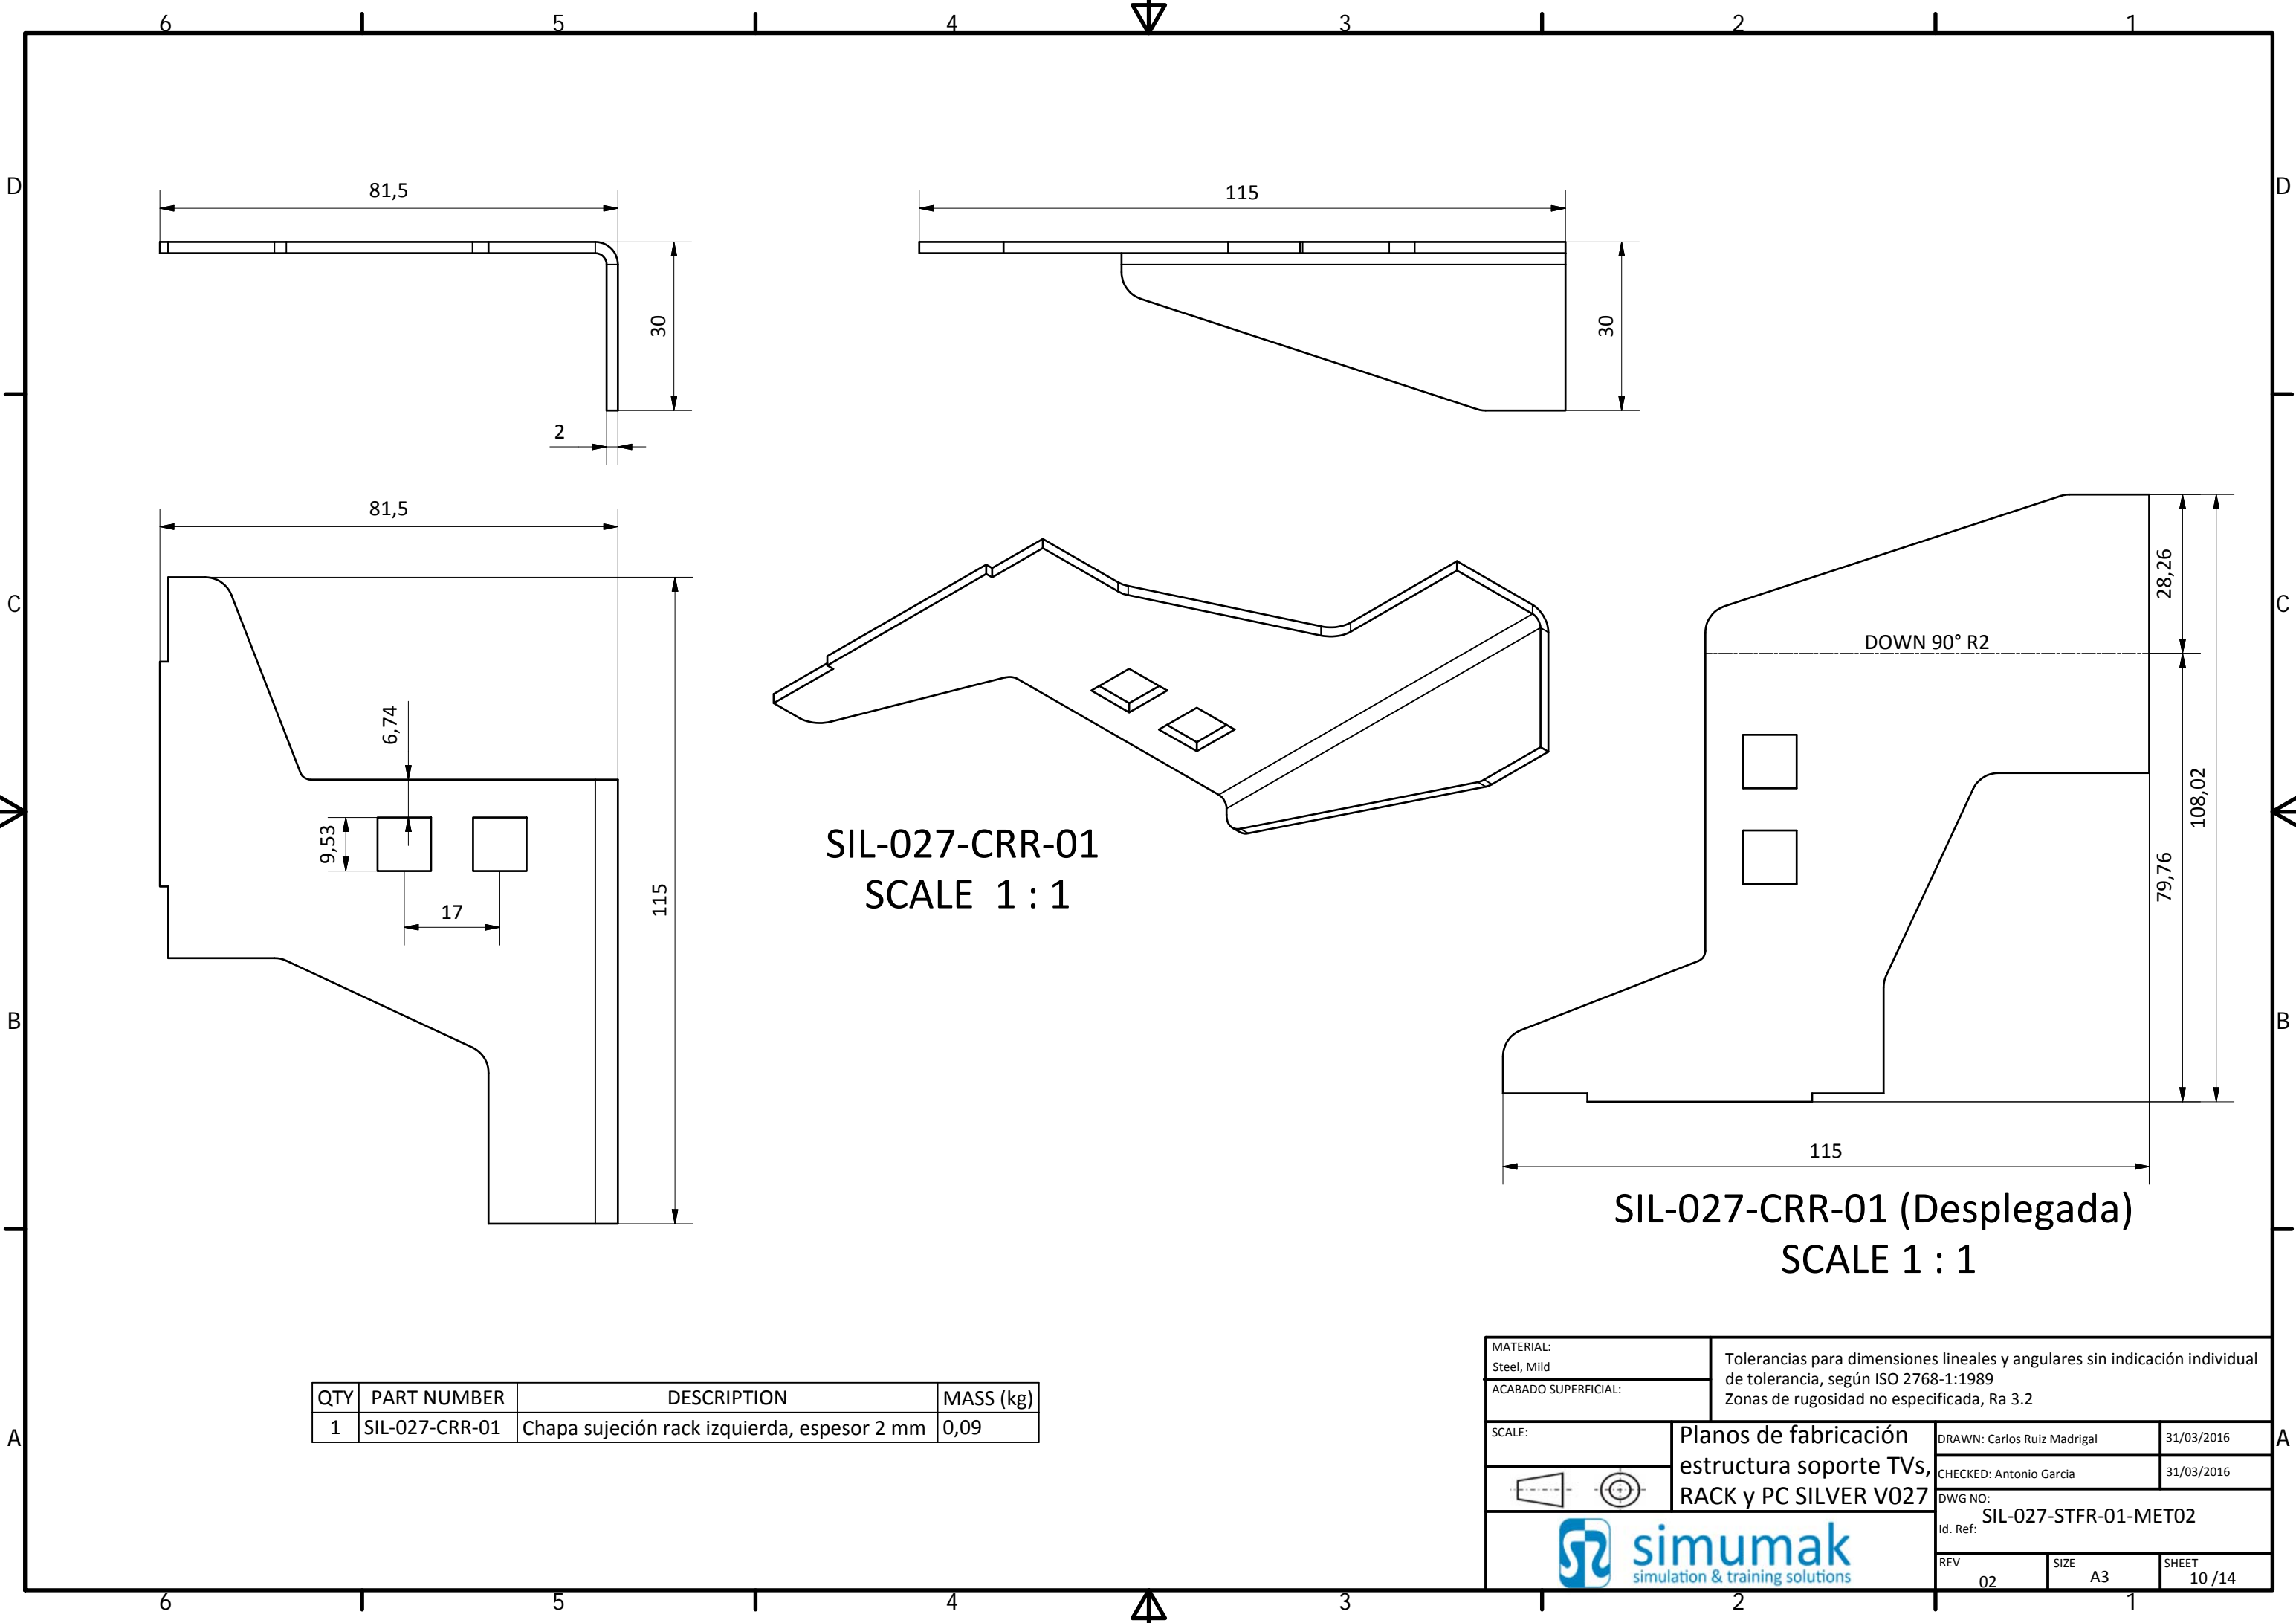 6 5 4 3 2 1
D D
81,5 115
30 30
2
81,5
28,26
C C
DOWN 90° R2
6,74
9,53
17
115
108,02
79,76
SIL-027-CRR-01
SCALE 1 : 1
B B
115
SIL-027-CRR-01 (Desplegada)
SCALE 1 : 1
QTY PART NUMBER DESCRIPTION MASS (kg)
1 SIL-027-CRR-01 Chapa sujeción rack izquierda, espesor 2 mm 0,09
A A
MATERIAL:
Steel, Mild
ACABADO SUPERFICIAL:
Tolerancias para dimensiones lineales y angulares sin indicación individual
de tolerancia, según ISO 2768-1:1989
Zonas de rugosidad no especificada, Ra 3.2
SCALE:
Planos de fabricación
estructura soporte TVs,
RACK y PC SILVER V027
DRAWN: Carlos Ruiz Madrigal 31/03/2016
CHECKED: Antonio Garcia 31/03/2016
DWG NO:
SIL-027-STFR-01-MET02
Id. Ref:
simumak
simulation & training solutions
REV SIZE SHEET
02 A3 10 /14
6 5 4 3 2 1